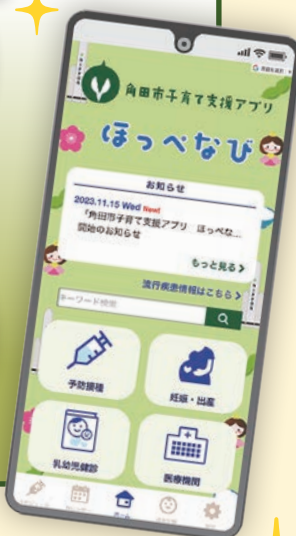 角田市子育て支援アプリ
ほっぺなび
お知らせ
2023.11.15 Wed New!
「角田市子育て支援アプリ ほっぺな...
開始のお知らせ
もっと見る
流行疾患情報はこちら
キーワード検索
予防接種
妊娠・出産
乳幼児健診
医療機関
ホーム